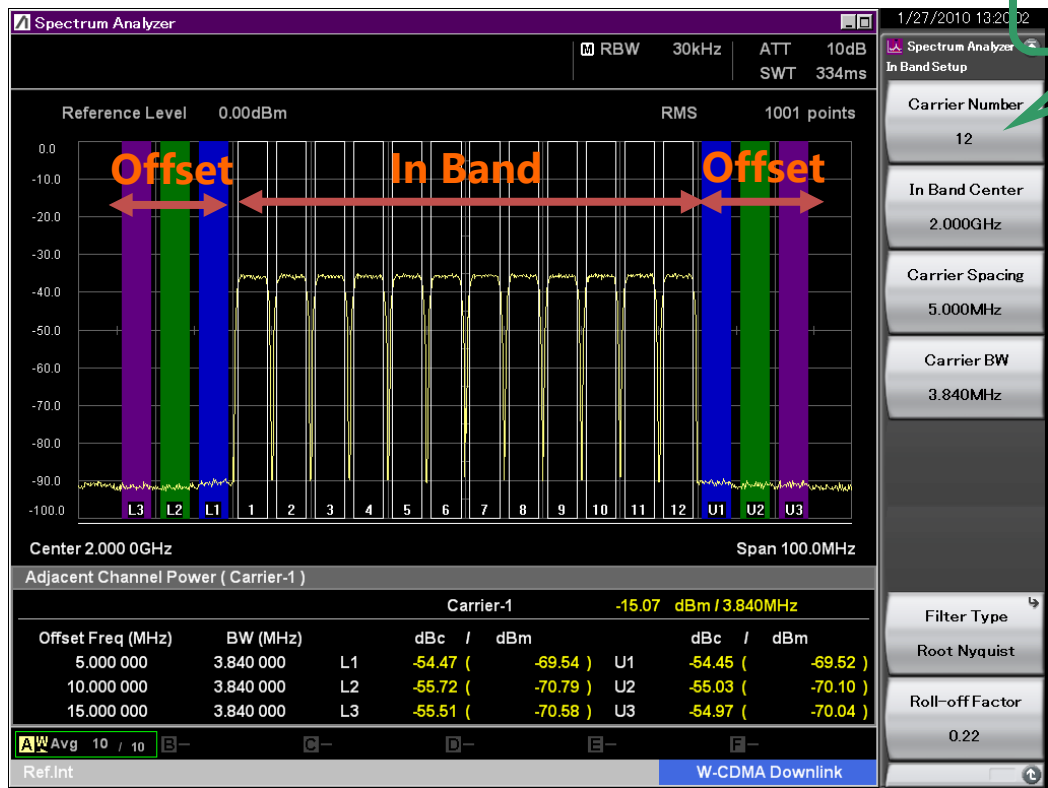 Spectrum Analyzer
1/27/2010 13:20:02
M RBW 30kHz ATT 10dB
SWT 334ms
Reference Level 0.00dBm RMS 1001 points
0.0
-10.0
-20.0
-30.0
-40.0
-50.0
-60.0
-70.0
-80.0
-90.0
-100.0
Offset In Band Offset
L3 L2 L1 1 2 3 4 5 6 7 8 9 10 11 12 U1 U2 U3
Center 2.000 0GHz Span 100.0MHz
Adjacent Channel Power ( Carrier-1 )
Carrier-1 -15.07 dBm / 3.840MHz
Offset Freq (MHz) BW (MHz) dBc / dBm dBc / dBm
5.000 000 3.840 000 L1 -54.47 ( -69.54 ) U1 -54.45 ( -69.52 )
10.000 000 3.840 000 L2 -55.72 ( -70.79 ) U2 -55.03 ( -70.10 )
15.000 000 3.840 000 L3 -55.51 ( -70.58 ) U3 -54.97 ( -70.04 )
A W Avg 10 / 10 B- C- D- E- F-
Ref.Int W-CDMA Downlink
Spectrum Analyzer
In Band Setup
Carrier Number
12
In Band Center
2.000GHz
Carrier Spacing
5.000MHz
Carrier BW
3.840MHz
Filter Type
Root Nyquist
Roll-off Factor
0.22